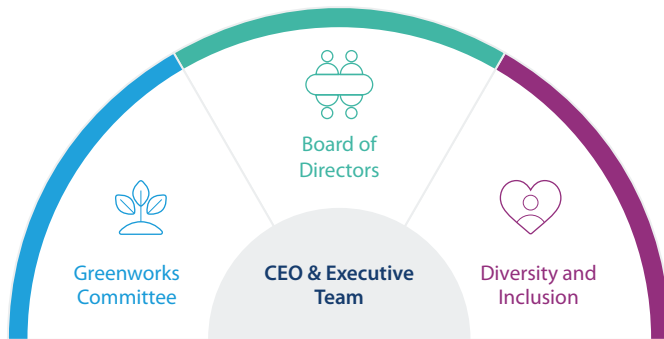 Board of
Directors
Greenworks
Committee
CEO & Executive
Team
Diversity and
Inclusion